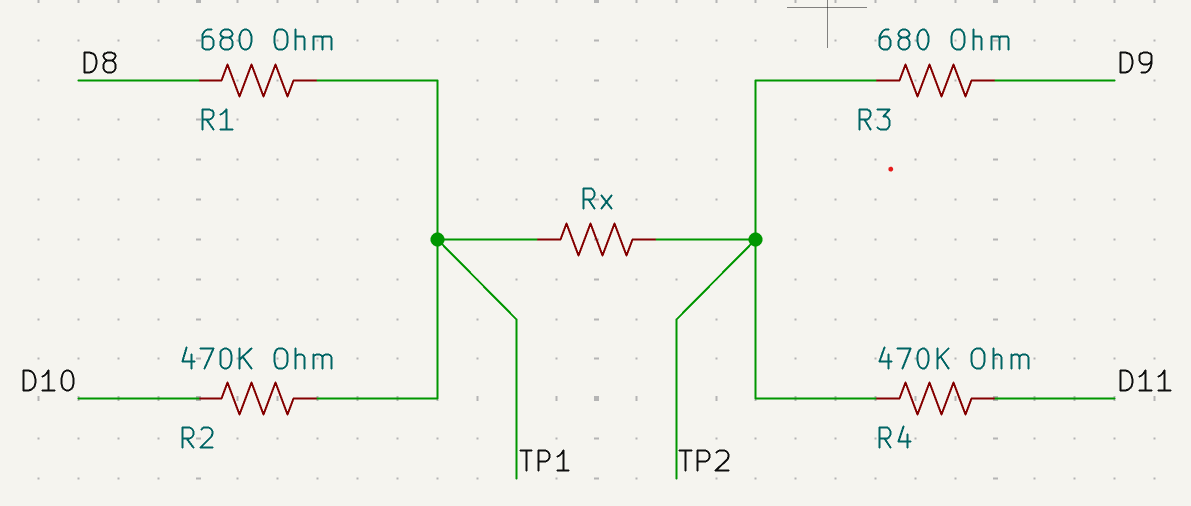 680 Ohm
680 Ohm
D8
D9
R1
R3
Rx
470K Ohm
470K Ohm
D10
D11
R2
R4
TP1
TP2